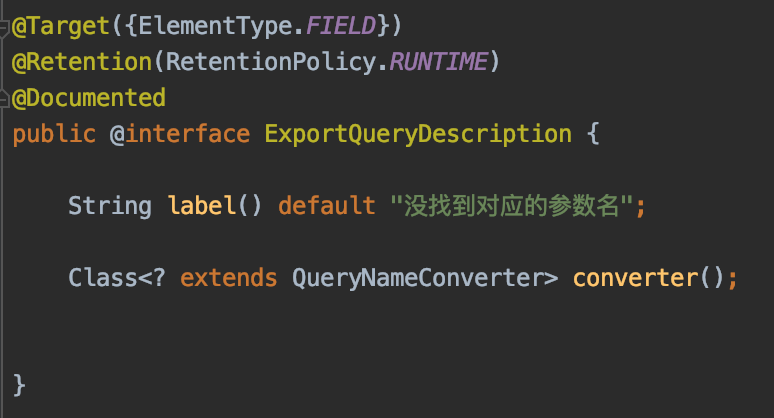 @Target({ElementType.FIELD})
@Retention(RetentionPolicy.RUNTIME)
@Documented
public @interface ExportQueryDescription {
String label() default "没找到对应的参数名";
Class<? extends QueryNameConverter> converter();
}